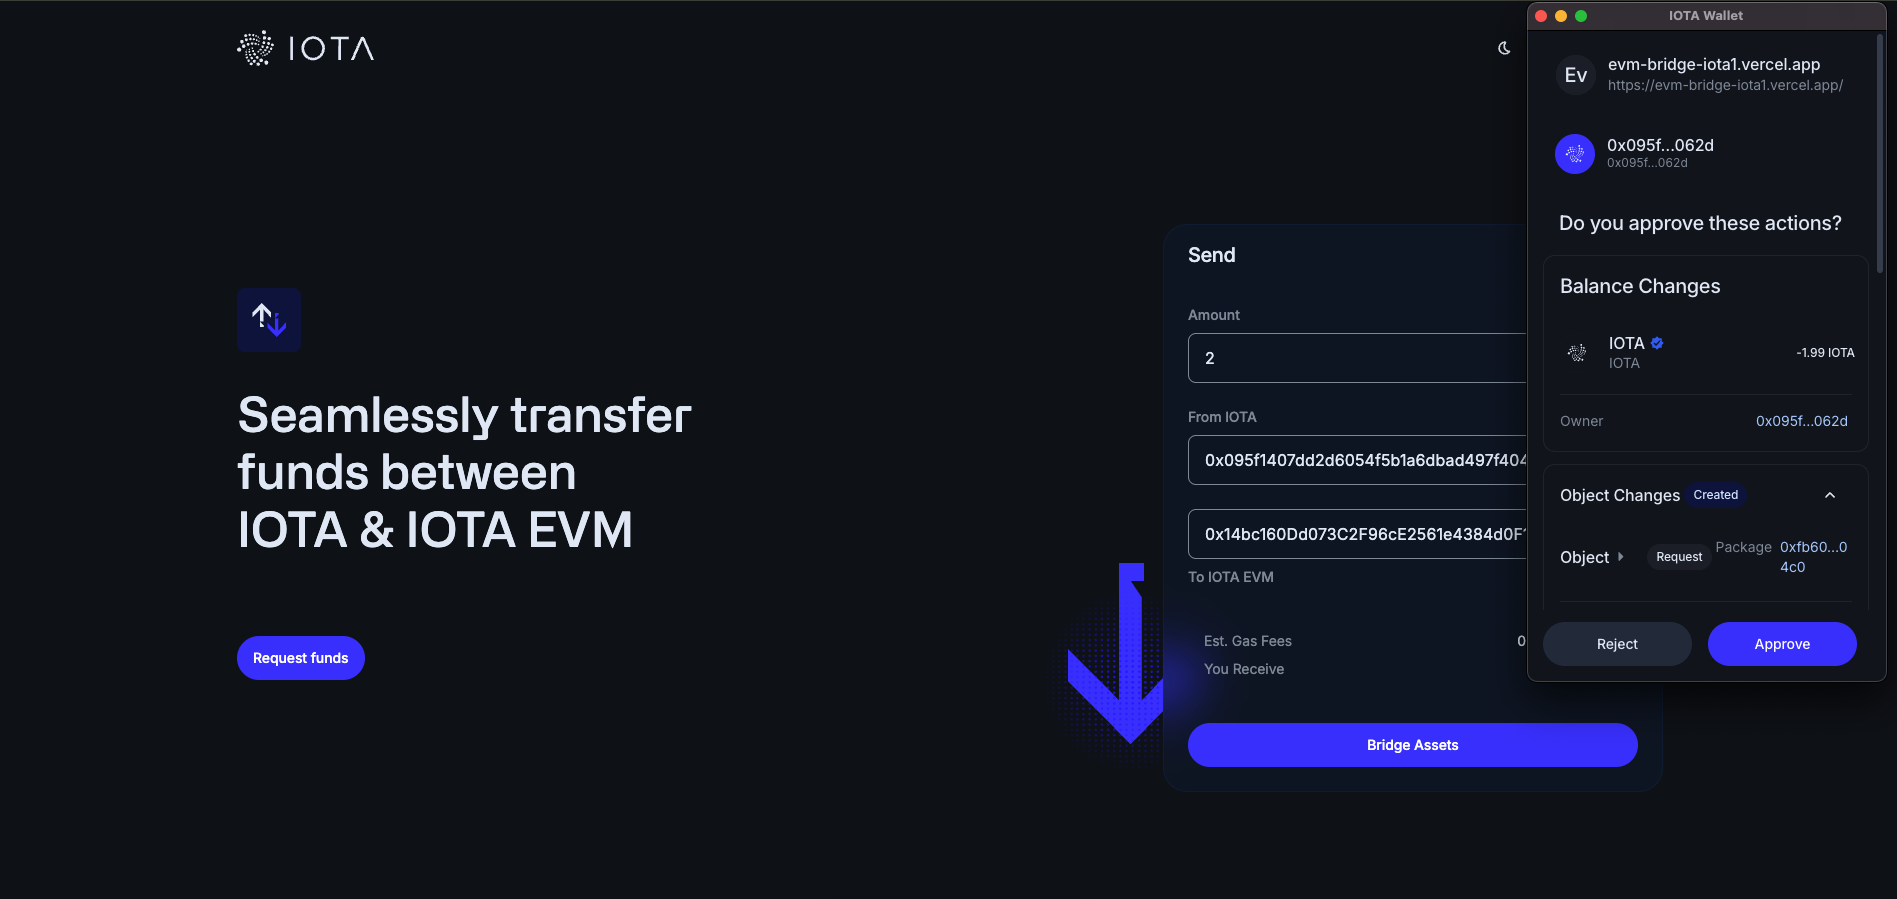 IOTA
Seamlessly transfer
funds between
IOTA & IOTA EVM
Request funds
Send
Amount
2
From IOTA
0x095f1407dd2d6054f5b1a6dbad497f404
0x14bc160Dd073C2F96cE2561e4384d0F
To IOTA EVM
Est. Gas Fees 0
You Receive
Bridge Assets
IOTA Wallet
Ev
evm-bridge-iota1.vercel.app
https://evm-bridge-iota1.vercel.app/
0x095f...062d
0x095f...062d
Do you approve these actions?
Balance Changes
IOTA
IOTA
-1.99 IOTA
Owner 0x095f...062d
Object Changes Created
Object Request Package 0xfb60...0
4c0
Reject Approve